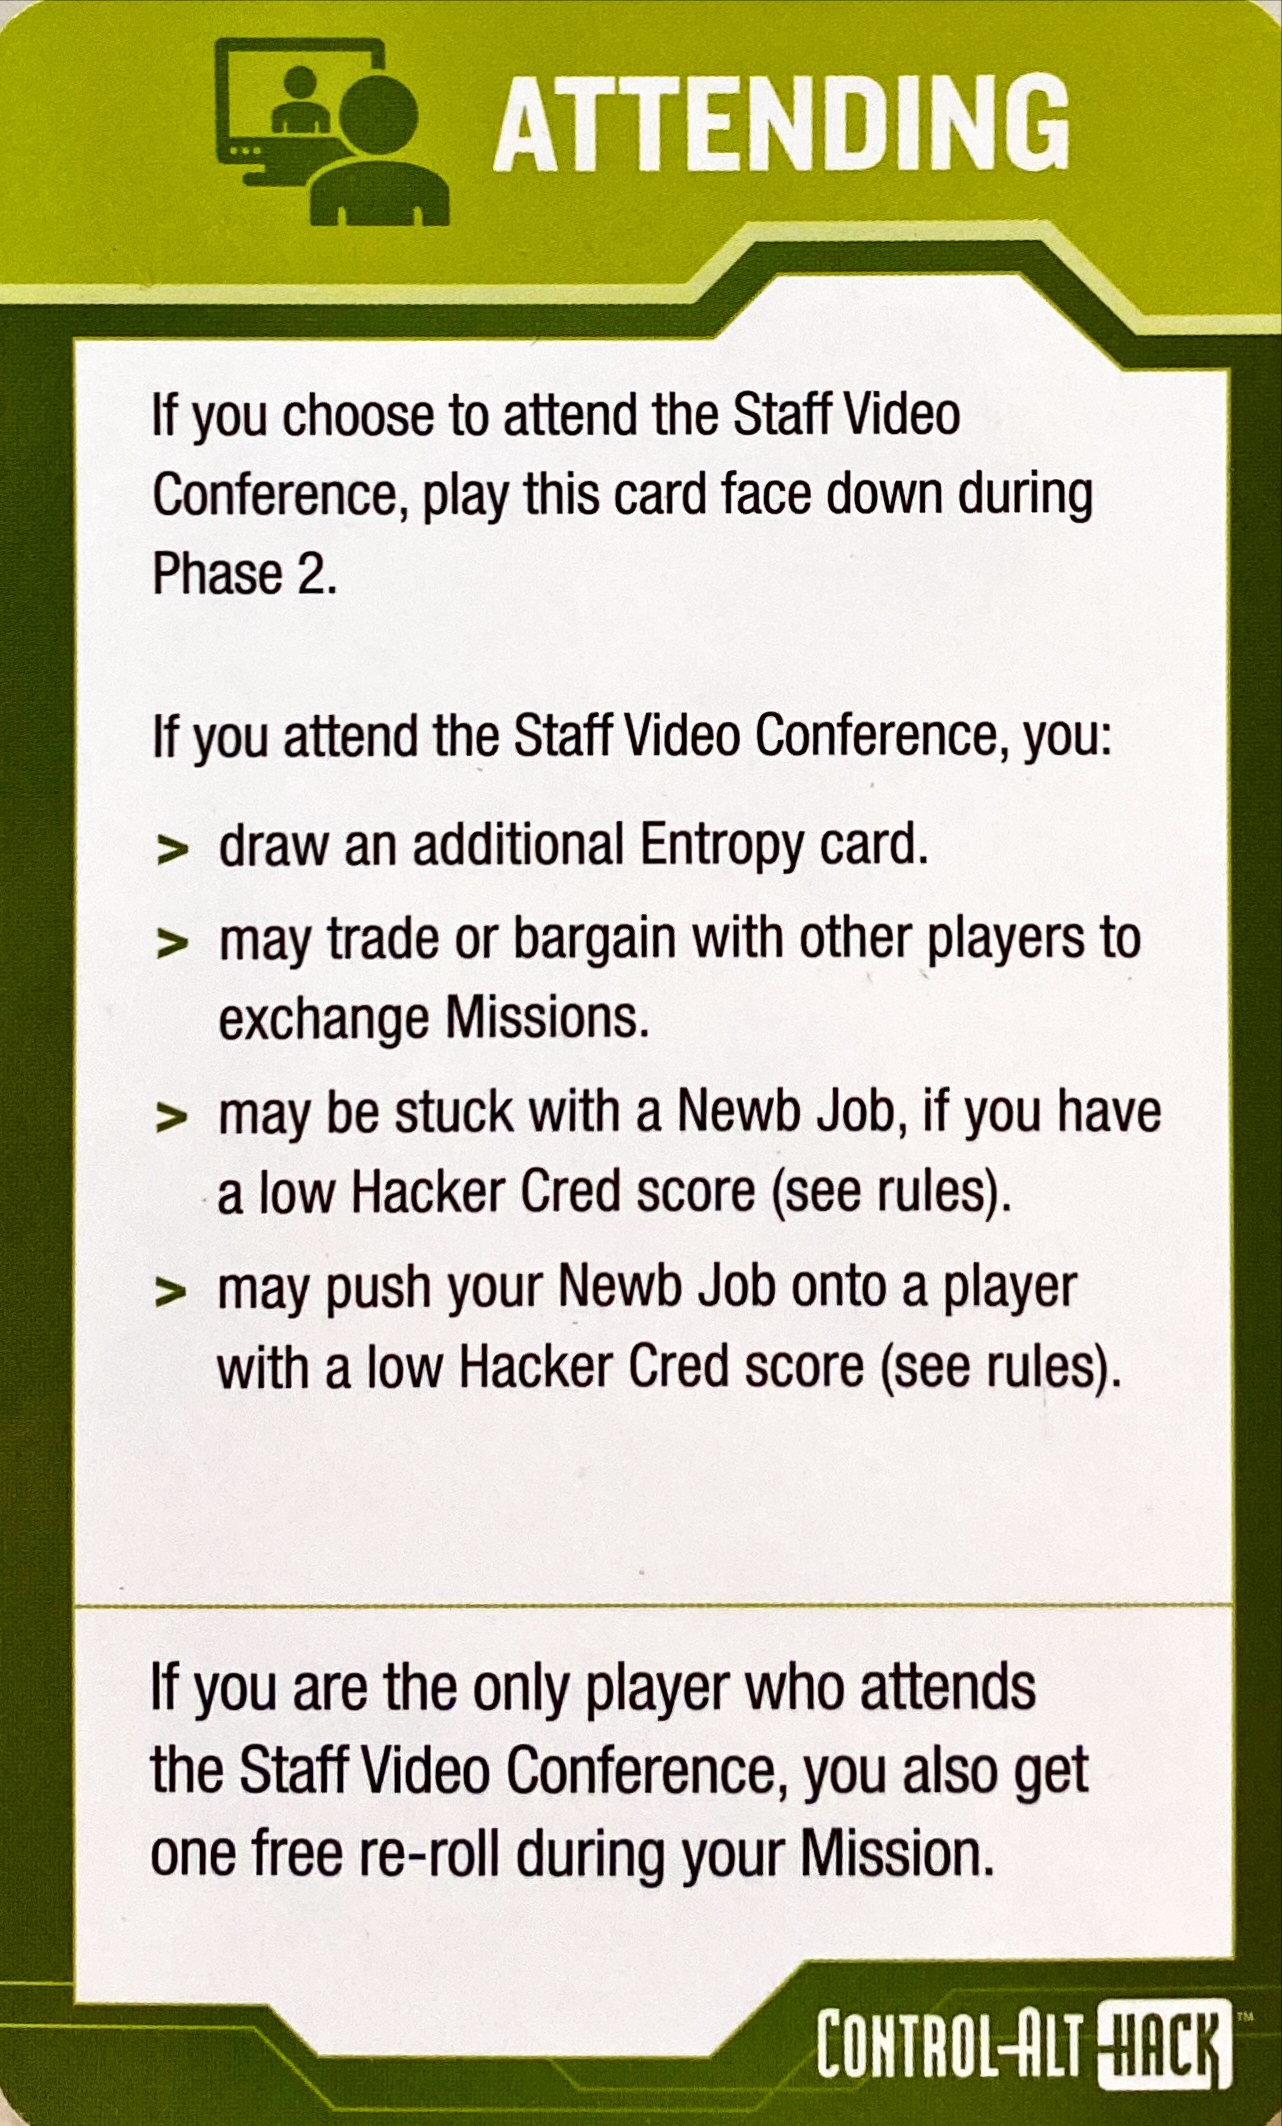 ATTENDING
If you choose to attend the Staff Video
Conference, play this card face down during
Phase 2.
If you attend the Staff Video Conference, you:
> draw an additional Entropy card.
> may trade or bargain with other players to
exchange Missions.
> may be stuck with a Newb Job, if you have
a low Hacker Cred score (see rules).
> may push your Newb Job onto a player
with a low Hacker Cred score (see rules).
If you are the only player who attends
the Staff Video Conference, you also get
one free re-roll during your Mission.
CONTROL-ALT-HACK™